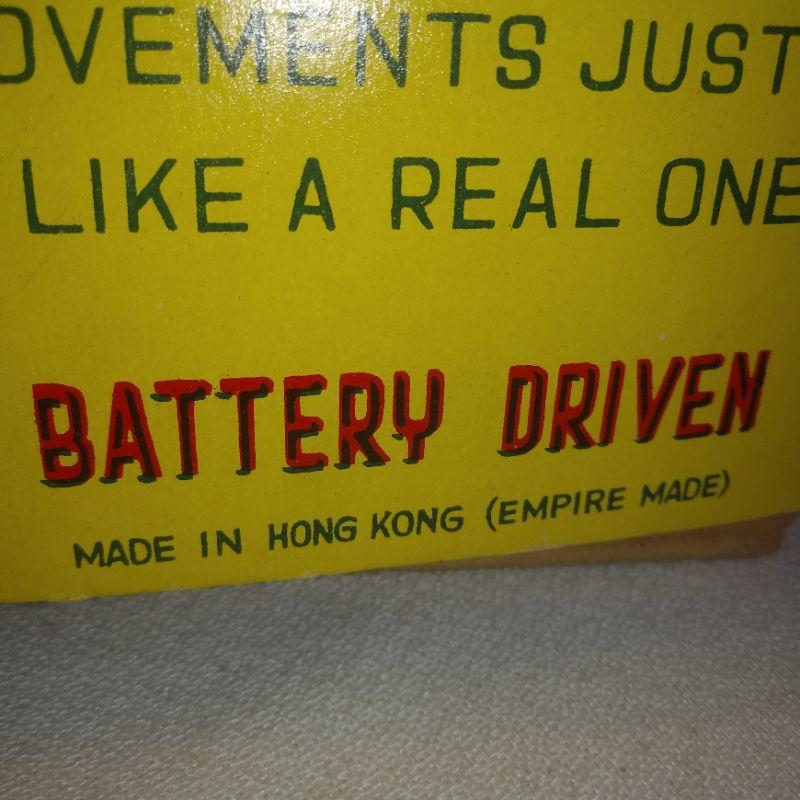 OVEMENTS JUST
LIKE A REAL ONE
BATTERY DRIVEN
MADE IN HONG KONG (EMPIRE MADE)